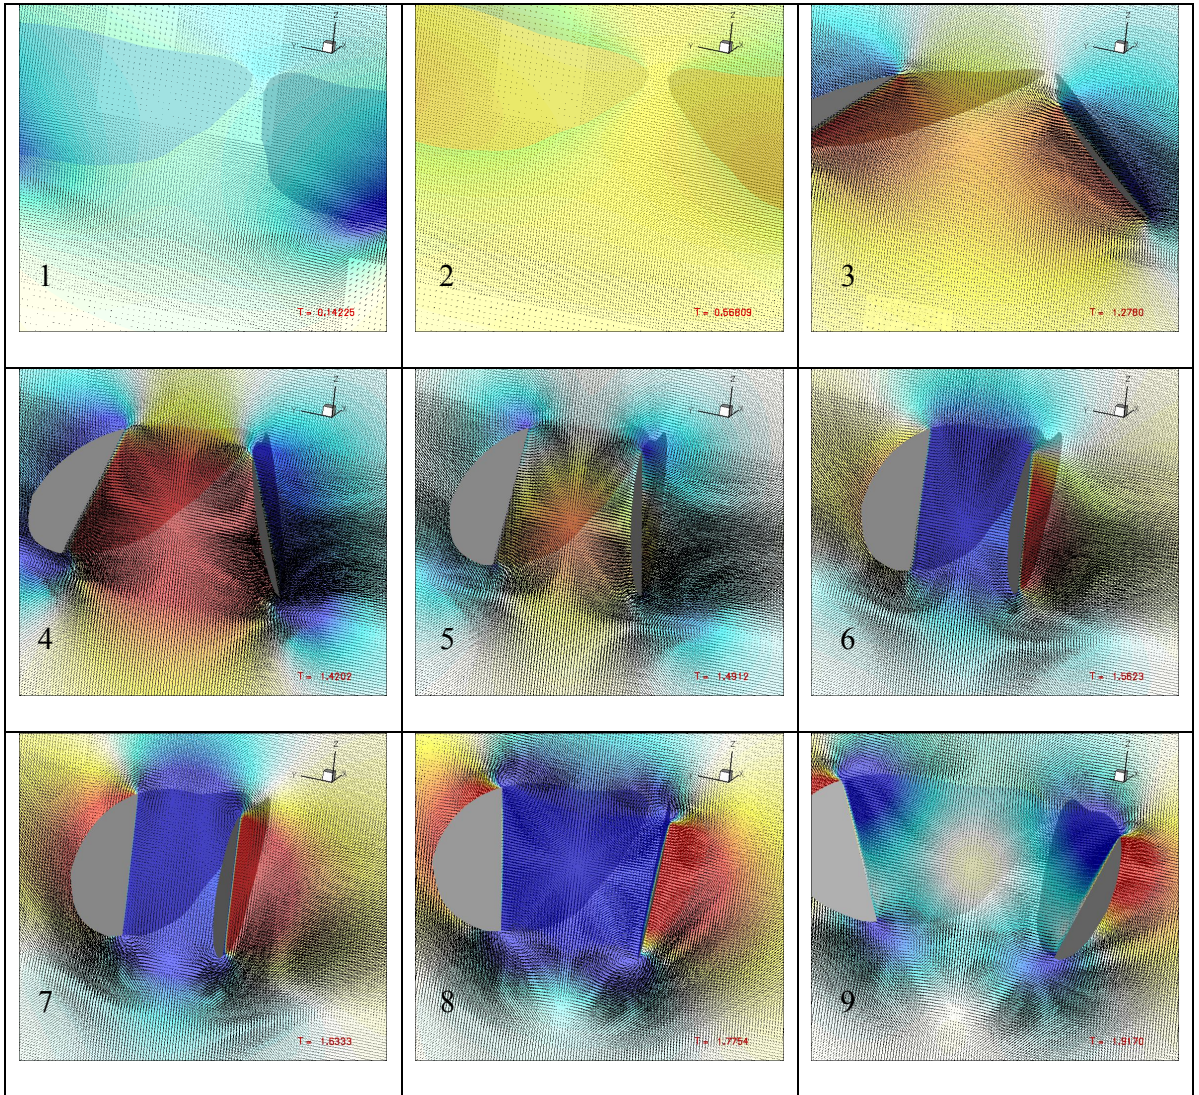 Z
Y X
1
T = 0.14225
Z
Y X
2
T = 0.56809
Z
Y X
3
T = 1.2780
Z
Y X
4
T = 1.4202
Z
Y X
5
T = 1.4912
Z
Y X
6
T = 1.5623
Z
Y X
7
T = 1.6333
Z
Y X
8
T = 1.7754
Z
9
T = 1.9170